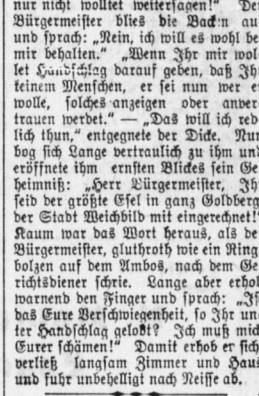 nur nicht wolltet weitersagen!“ De
Bürgermeister blies die Backen au
und sprach: „Nein, ich will es wohl be
mir behalten.“ „Wenn Ihr mir wol
let Handschlag darauf geben, daß Ih
keinem Menschen, er sei nun wer e
wolle, solches anzeigen oder anver
trauen werdet.“ — „Das will ich red
lich thun,“ entgegnete der Dicke. Nun
bog sich Lange vertraulich zu ihm un
eröffnete ihm ernsten Blickes sein Ge
heimniß: „Herr Bürgermeister, Ih
seid der größte Esel in ganz Goldberg
der Stadt Weichbild mit eingerechnet!“
Kaum war das Wort heraus, als de
Bürgermeister, gluthroth wie ein Ring
bolzen auf dem Ambos, nach dem Ge
richtsdiener schrie. Lange aber erhob
warnend den Finger und sprach: „Is
das Eure Verschwiegenheit, so Ihr un
ter Handschlag gelobt? Ich muß mich
Eurer schämen!“ Damit erhob er sich
verließ langsam Zimmer und Haus
und fuhr unbehelligt nach Neisse ab.